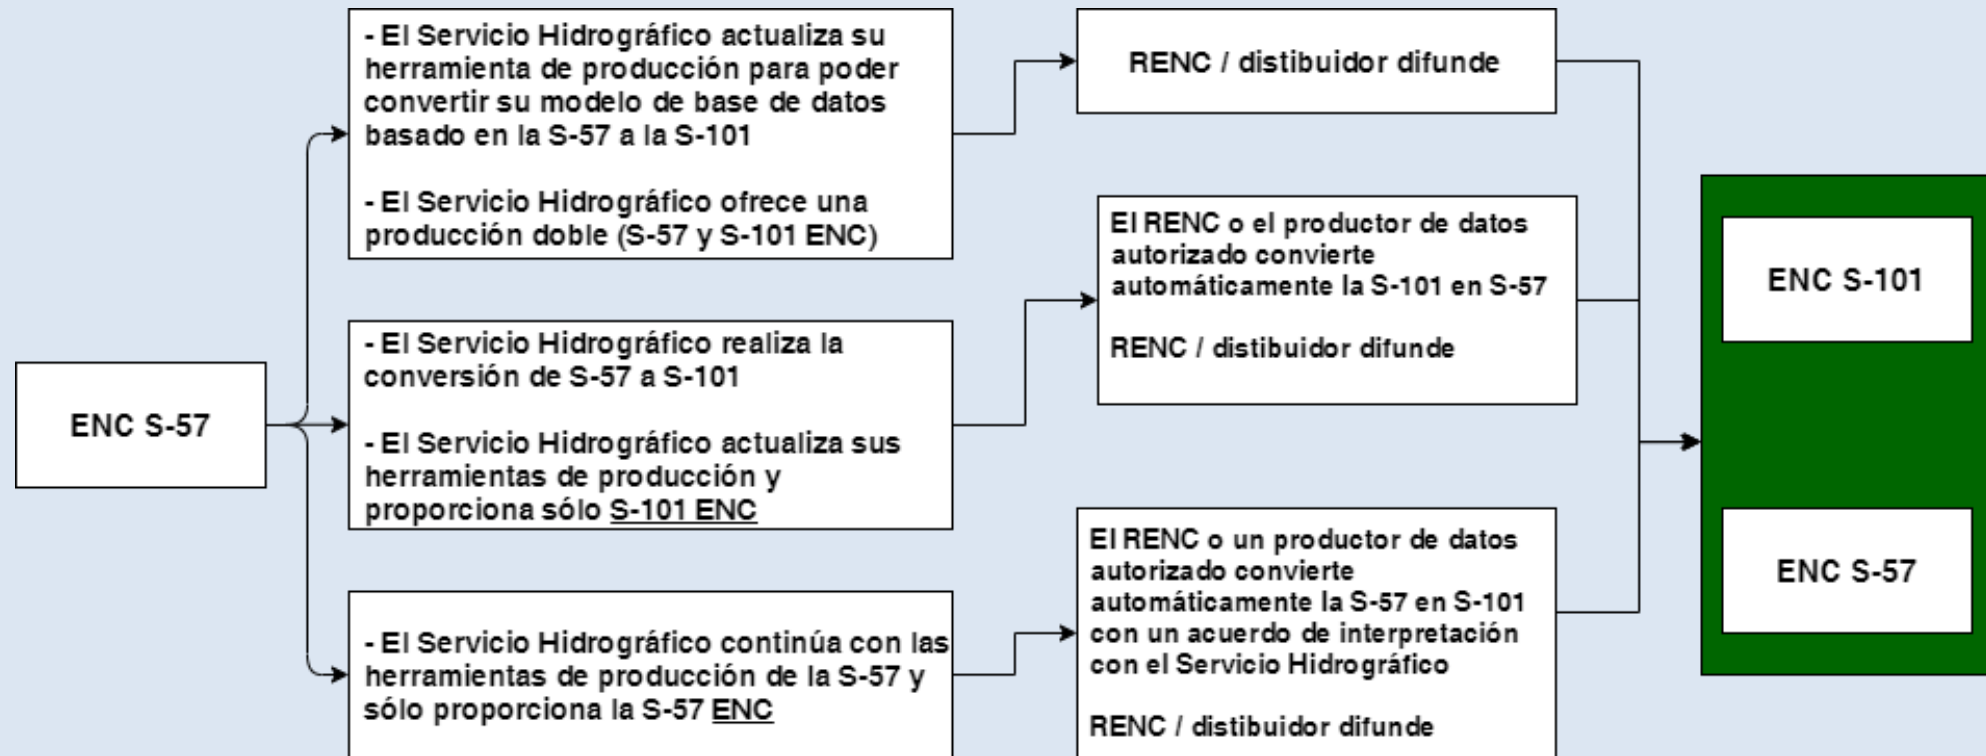 ENC S-57
- El Servicio Hidrográfico actualiza su
herramienta de producción para poder
convertir su modelo de base de datos
basado en la S-57 a la S-101
- El Servicio Hidrográfico ofrece una
producción doble (S-57 y S-101 ENC)
- El Servicio Hidrográfico realiza la
conversión de S-57 a S-101
- El Servicio Hidrográfico actualiza sus
herramientas de producción y
proporciona sólo S-101 ENC
- El Servicio Hidrográfico continúa con las
herramientas de producción de la S-57 y
sólo proporciona la S-57 ENC
RENC / distibuidor difunde
El RENC o el productor de datos
autorizado convierte
automáticamente la S-101 en S-57
RENC / distibuidor difunde
El RENC o un productor de datos
autorizado convierte
automáticamente la S-57 en S-101
con un acuerdo de interpretación
con el Servicio Hidrográfico
RENC / distibuidor difunde
ENC S-101
ENC S-57